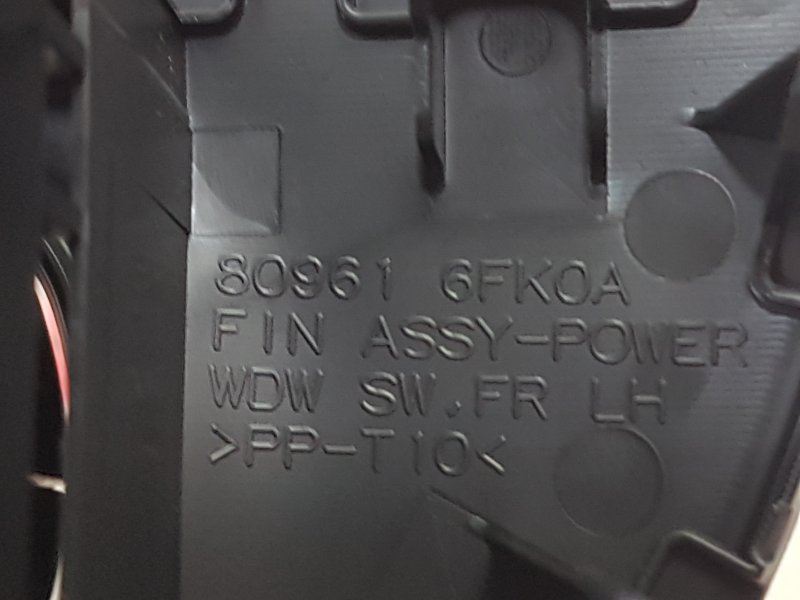 80961 6FK0A
FIN ASSY-POWER
WDW SW.FR LH
>PP-T10<